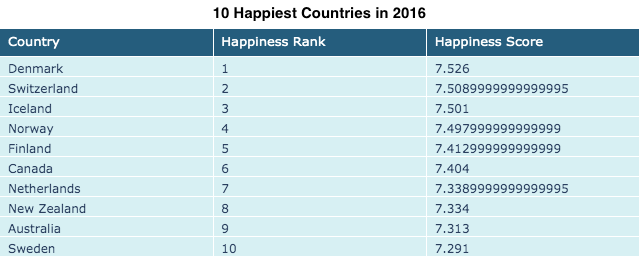 10 Happiest Countries in 2016
Country Happiness Rank Happiness Score
Denmark 1 7.526
Switzerland 2 7.5089999999999995
Iceland 3 7.501
Norway 4 7.497999999999999
Finland 5 7.412999999999999
Canada 6 7.404
Netherlands 7 7.3389999999999995
New Zealand 8 7.334
Australia 9 7.313
Sweden 10 7.291